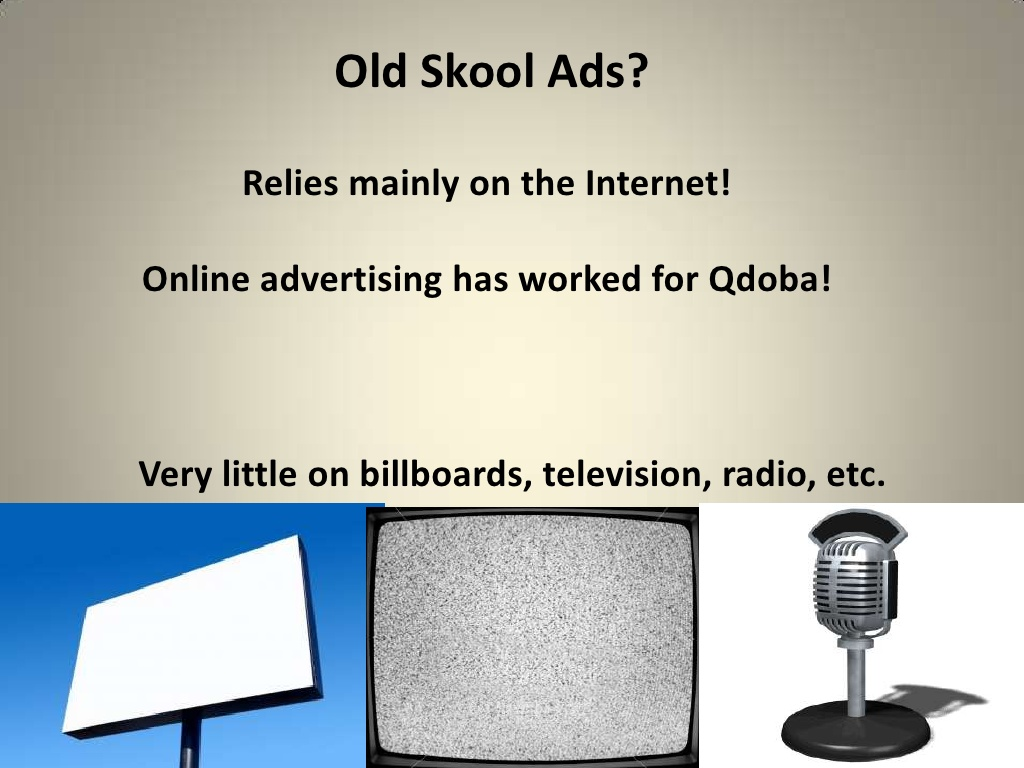 Old Skool Ads?
Relies mainly on the Internet!
Online advertising has worked for Qdoba!
Very little on billboards, television, radio, etc.